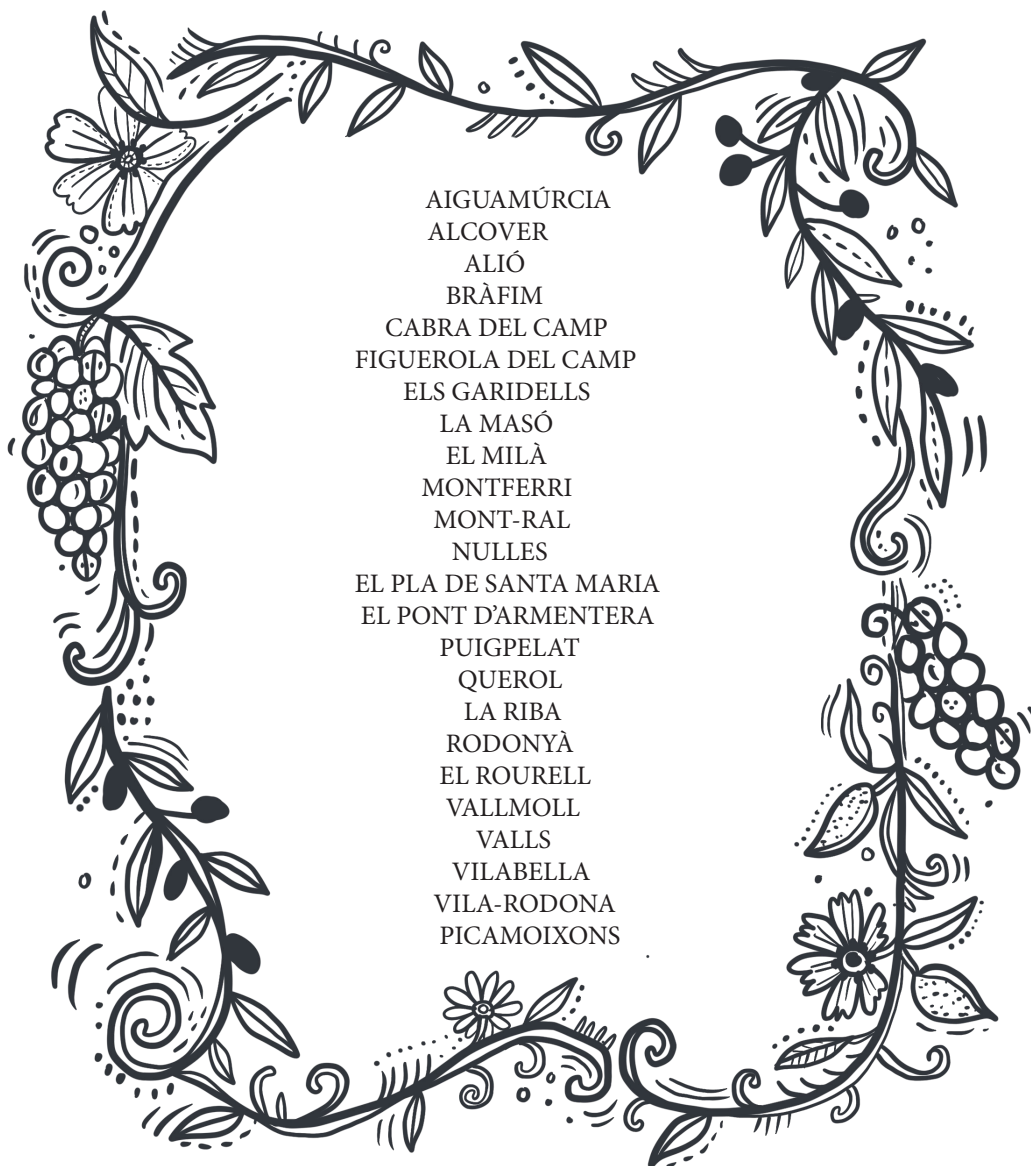 AIGUAMÚRCIA
ALCOVER
ALIÓ
BRÀFIM
CABRA DEL CAMP
FIGUEROLA DEL CAMP
ELS GARIDELLS
LA MASÓ
EL MILÀ
MONTFERRI
MONT-RAL
NULLES
EL PLA DE SANTA MARIA
EL PONT D’ARMENTERA
PUIGPELAT
QUEROL
LA RIBA
RODONYÀ
EL ROURELL
VALLMOLL
VALLS
VILABELLA
VILA-RODONA
PICAMOIXONS